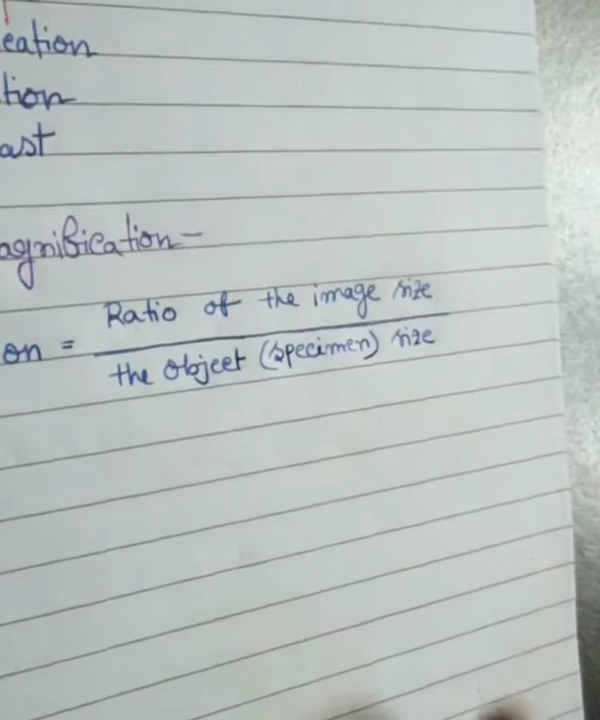 eation
tion
ast
agnification -
on = Ratio of the image size
the object (specimen) size